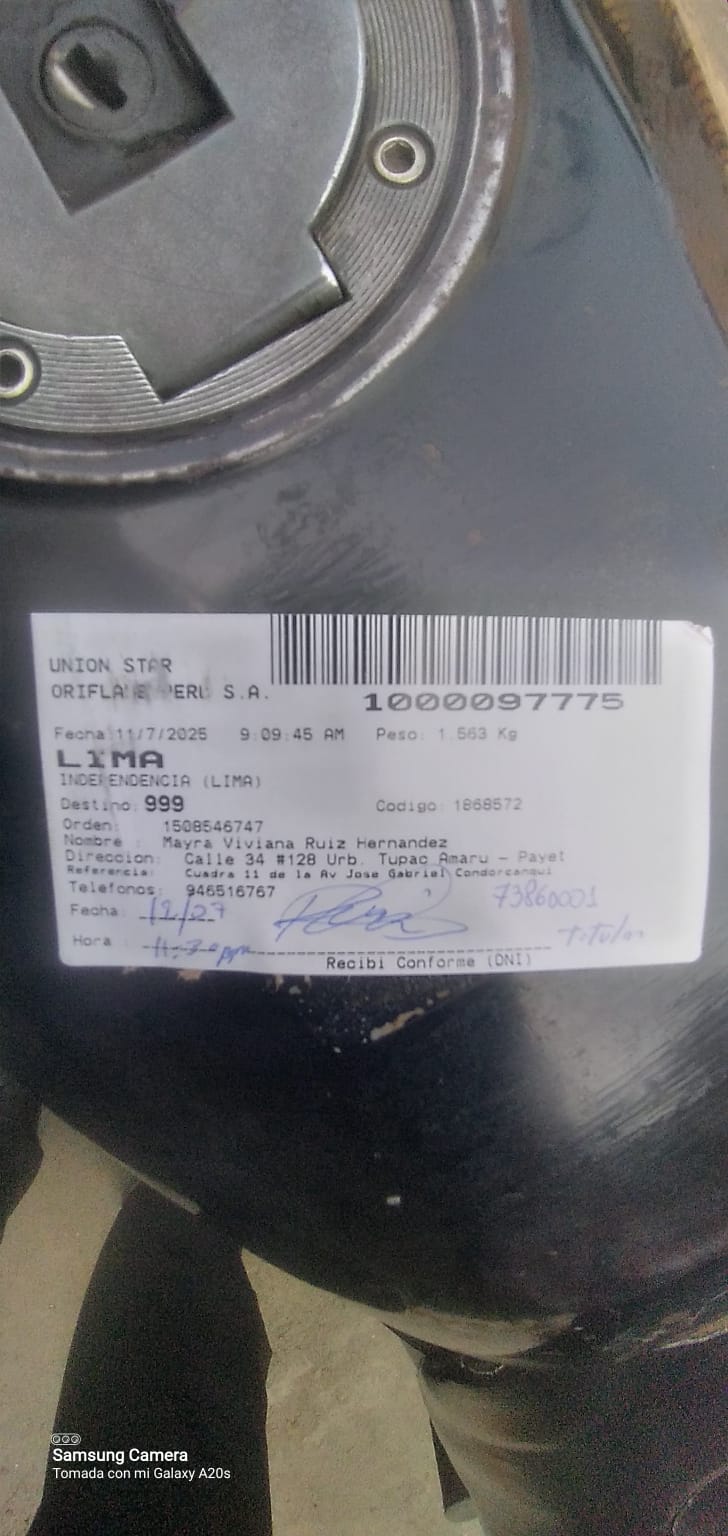 UNION STAR
ORIFLAME PERU S.A.
1000097775
Fecha 11/7/2025 9:09:45 AM Peso: 1.563 Kg
LIMA
INDEPENDENCIA (LIMA)
Destino: 999 Codigo: 1868572
Orden: 1508546747
Nombre : Mayra Viviana Ruiz Hernandez
Direccion: Calle 34 #128 Urb. Tupac Amaru - Payet
Referencia: Cuadra 11 de la Av Jose Gabriel Condorcanqui
Telefonos: 946516767
73860001
Fecha:
Titular
Hora :
Recibi Conforme (DNI)
Samsung Camera
Tomada con mi Galaxy A20s